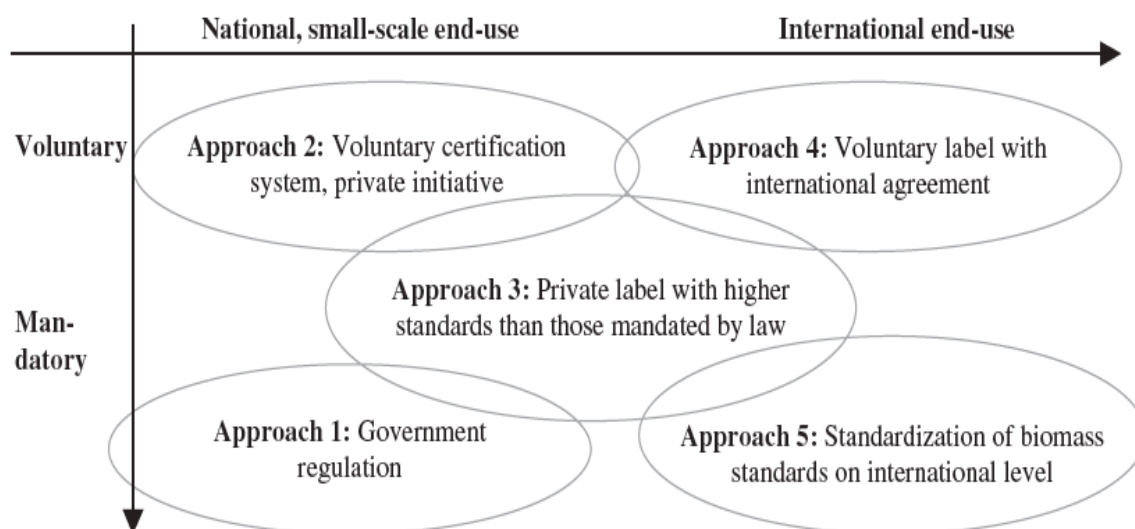 National, small-scale end-use
International end-use
Voluntary
Approach 2: Voluntary certification
system, private initiative
Approach 4: Voluntary label with
international agreement
Man-
datory
Approach 3: Private label with higher
standards than those mandated by law
Approach 1: Government
regulation
Approach 5: Standardization of biomass
standards on international level